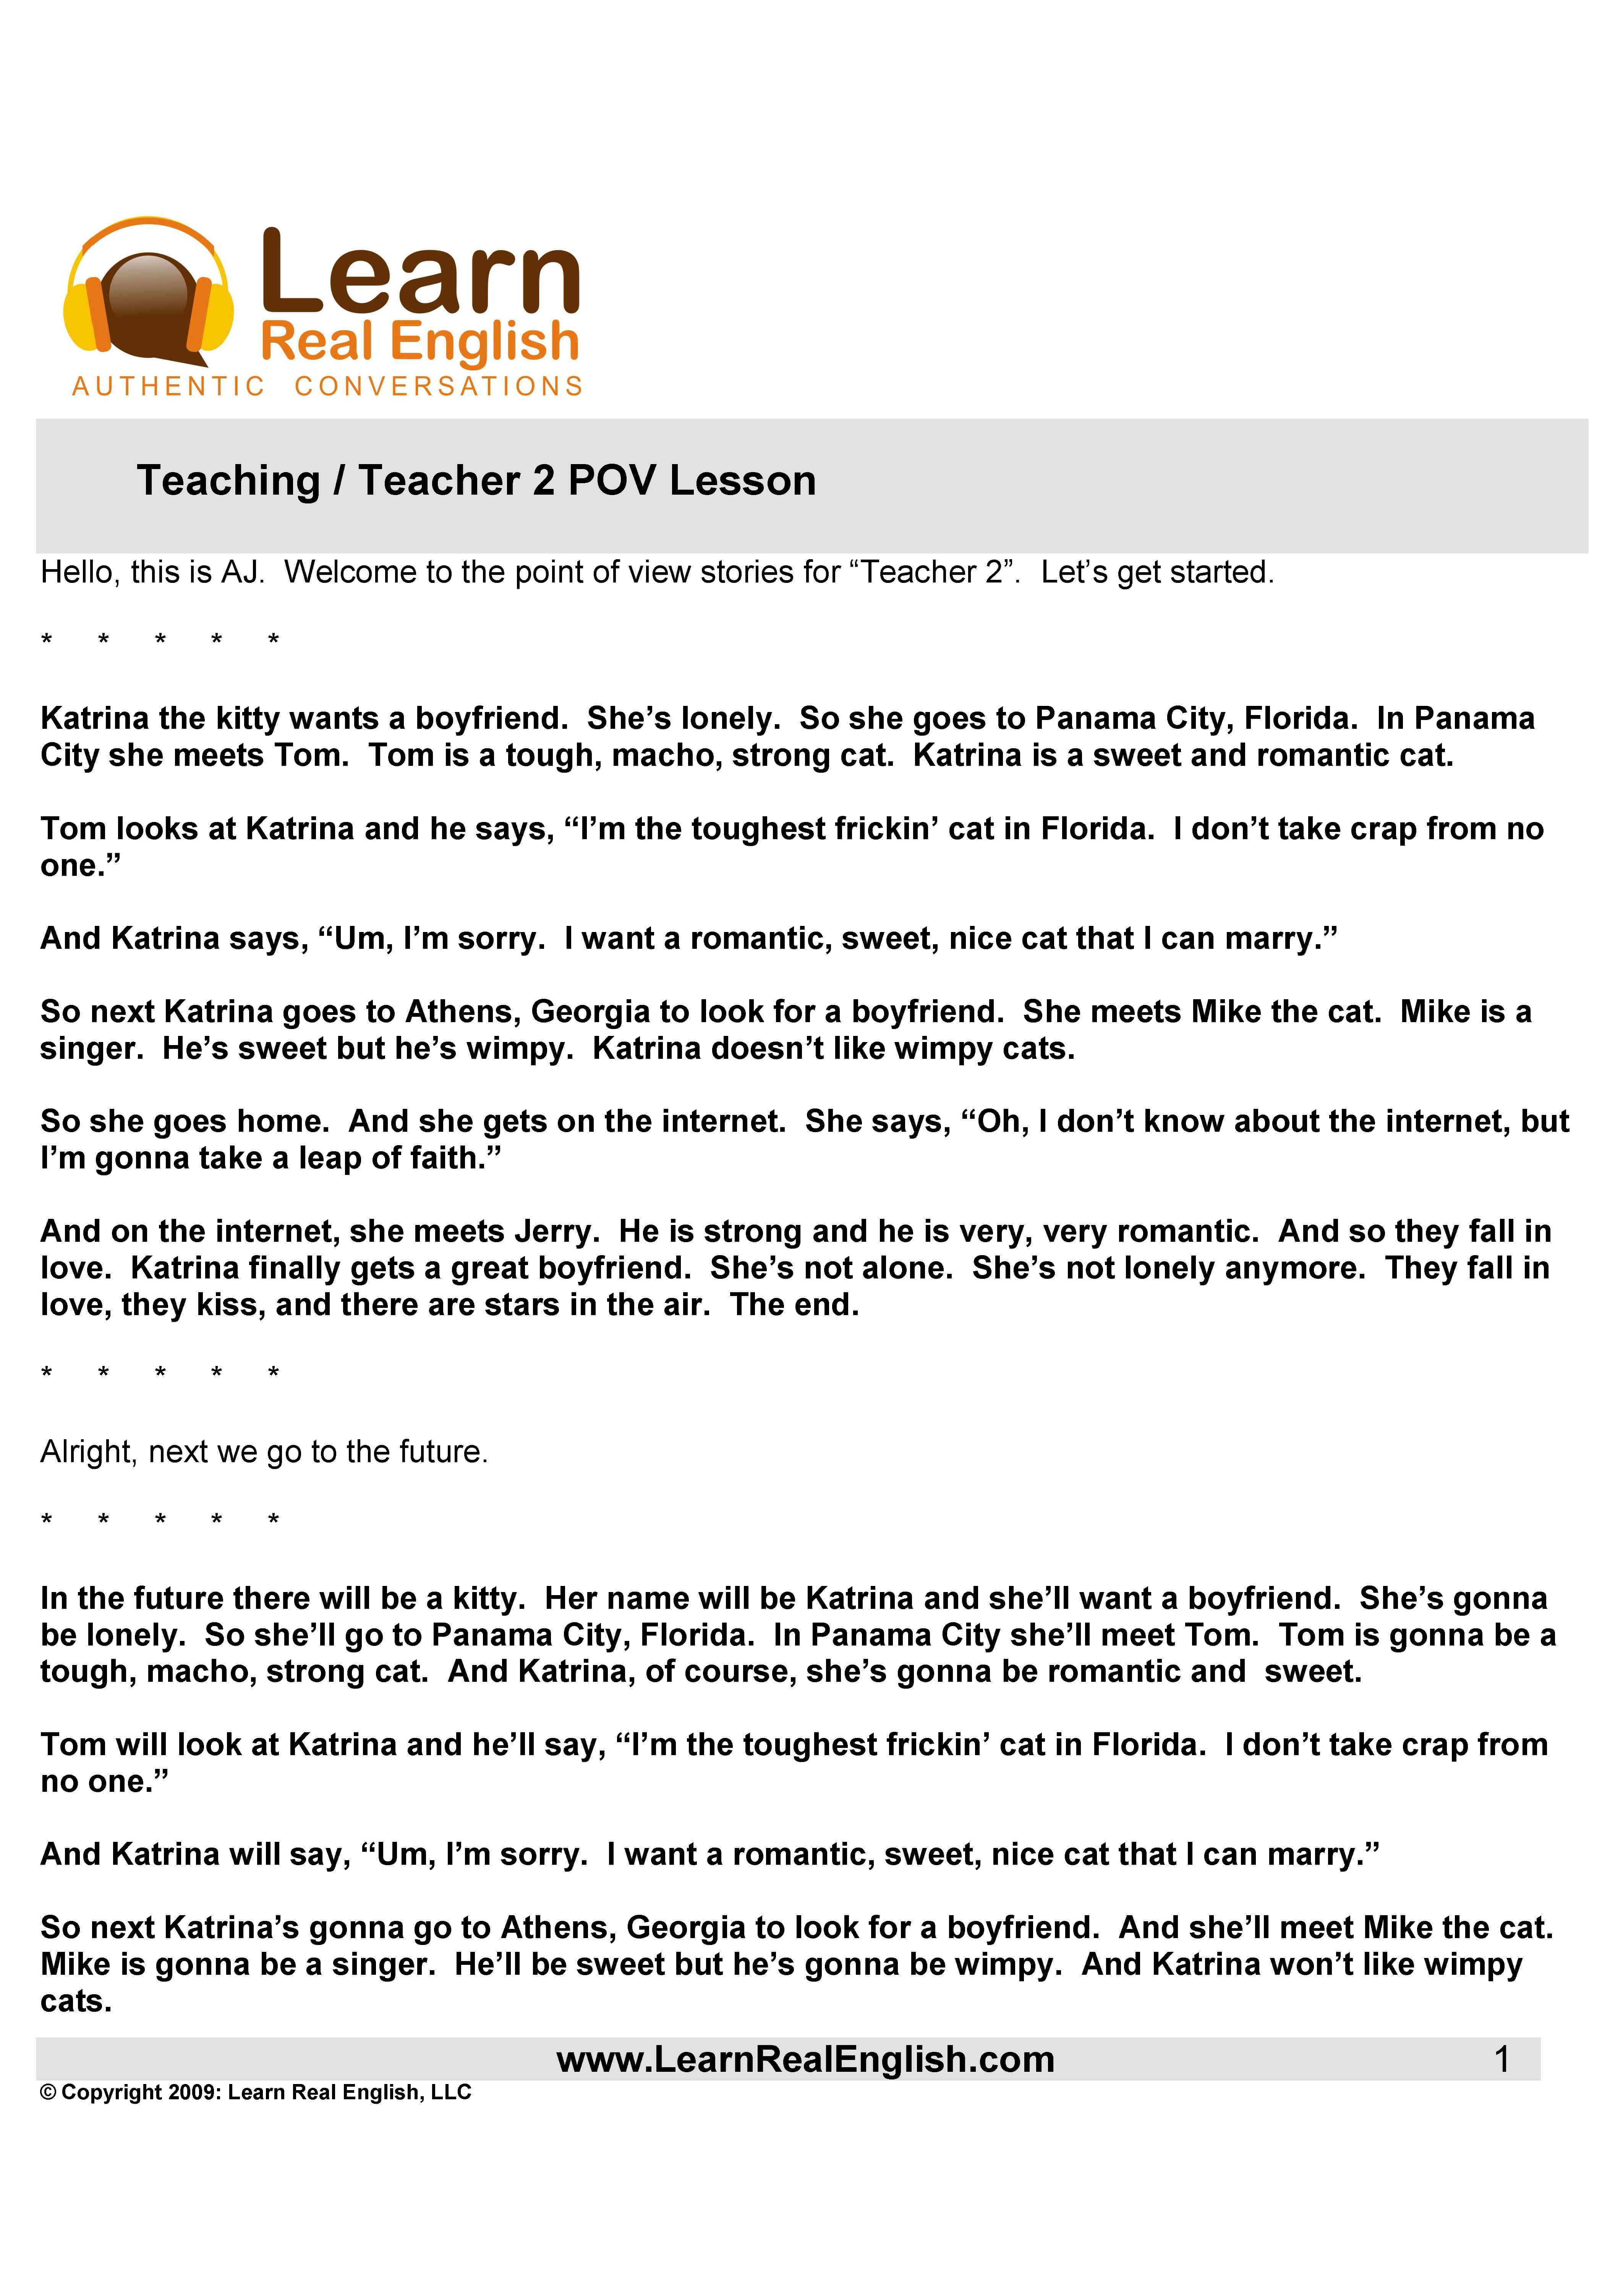 Learn
Real English
AUTHENTIC CONVERSATIONS
Teaching / Teacher 2 POV Lesson
Hello, this is AJ.  Welcome to the point of view stories for “Teacher 2”.  Let’s get started.
*     *     *     *     *
Katrina the kitty wants a boyfriend.  She’s lonely.  So she goes to Panama City, Florida.  In Panama
City she meets Tom.  Tom is a tough, macho, strong cat.  Katrina is a sweet and romantic cat.
Tom looks at Katrina and he says, “I’m the toughest frickin’ cat in Florida.  I don’t take crap from no
one.”
And Katrina says, “Um, I’m sorry.  I want a romantic, sweet, nice cat that I can marry.”
So next Katrina goes to Athens, Georgia to look for a boyfriend.  She meets Mike the cat.  Mike is a
singer.  He’s sweet but he’s wimpy.  Katrina doesn’t like wimpy cats.
So she goes home.  And she gets on the internet.  She says, “Oh, I don’t know about the internet, but
I’m gonna take a leap of faith.”
And on the internet, she meets Jerry.  He is strong and he is very, very romantic.  And so they fall in
love.  Katrina finally gets a great boyfriend.  She’s not alone.  She’s not lonely anymore.  They fall in
love, they kiss, and there are stars in the air.  The end.
*     *     *     *     *
Alright, next we go to the future.
*     *     *     *     *
In the future there will be a kitty.  Her name will be Katrina and she’ll want a boyfriend.  She’s gonna
be lonely.  So she’ll go to Panama City, Florida.  In Panama City she’ll meet Tom.  Tom is gonna be a
tough, macho, strong cat.  And Katrina, of course, she’s gonna be romantic and  sweet.
Tom will look at Katrina and he’ll say, “I’m the toughest frickin’ cat in Florida.  I don’t take crap from
no one.”
And Katrina will say, “Um, I’m sorry.  I want a romantic, sweet, nice cat that I can marry.”
So next Katrina’s gonna go to Athens, Georgia to look for a boyfriend.  And she’ll meet Mike the cat.
Mike is gonna be a singer.  He’ll be sweet but he’s gonna be wimpy.  And Katrina won’t like wimpy
cats.
www.LearnRealEnglish.com 1
© Copyright 2009: Learn Real English, LLC